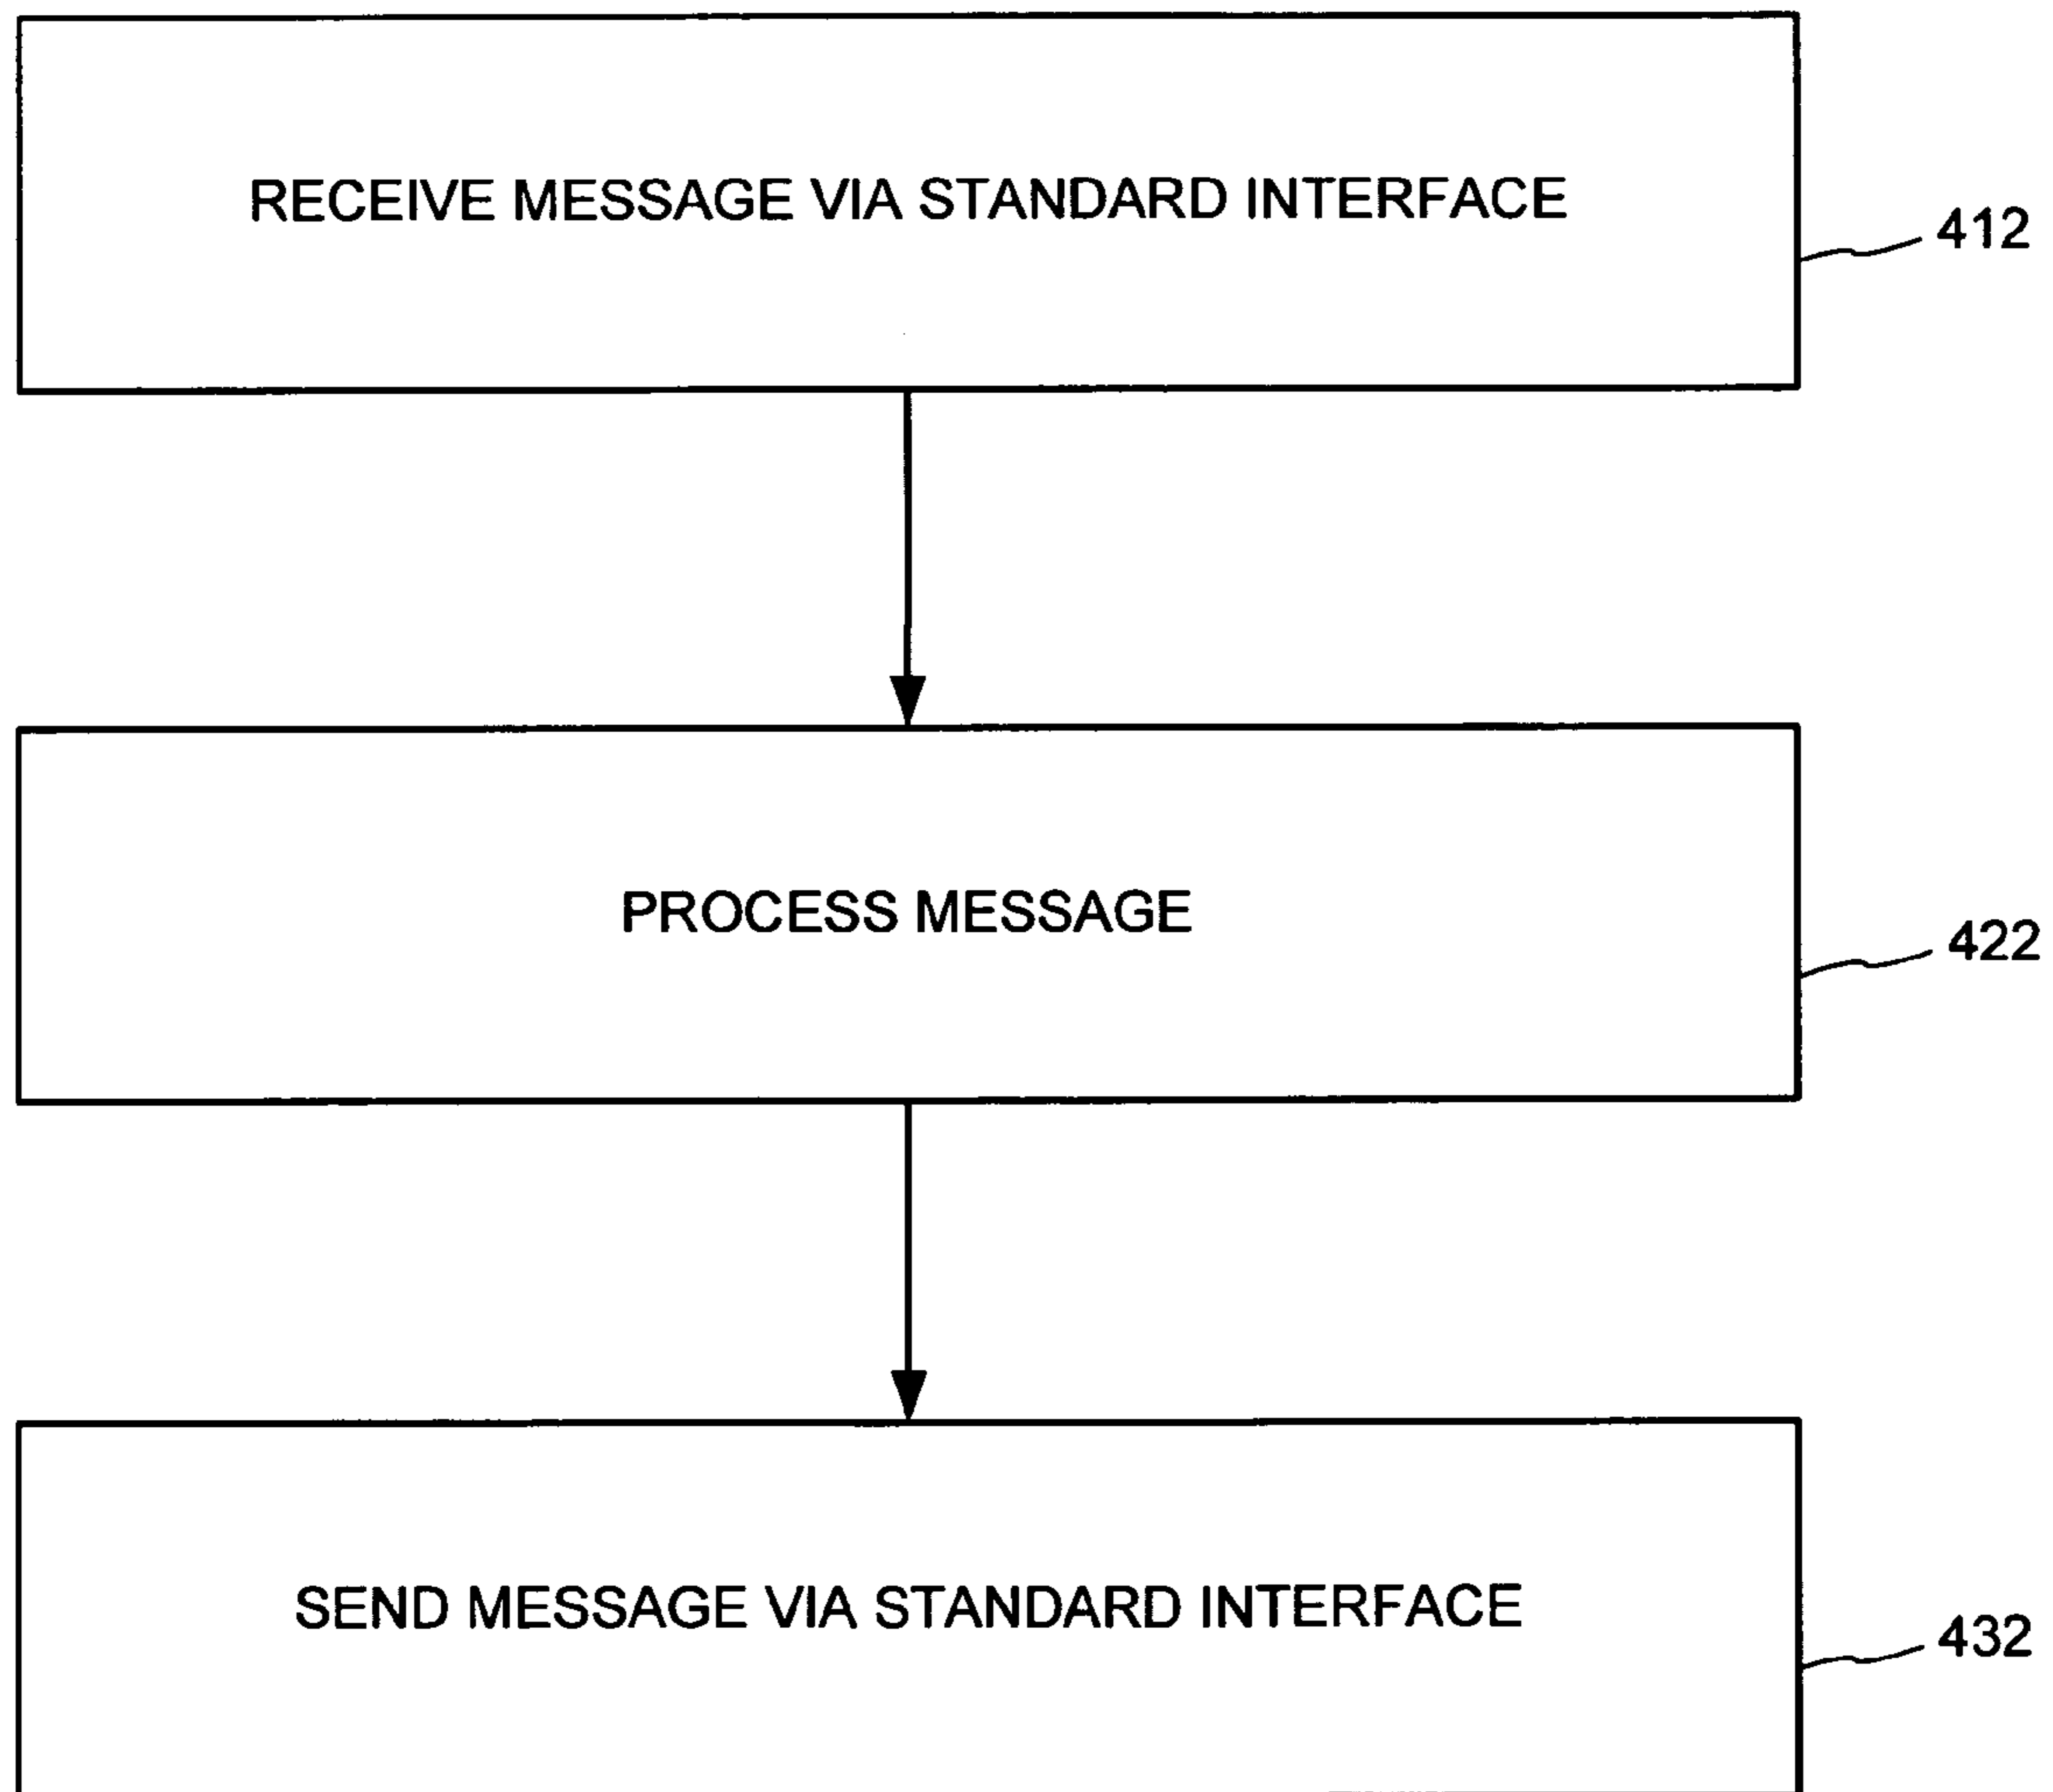 RECEIVE MESSAGE VIA STANDARD INTERFACE
412
PROCESS MESSAGE
422
SEND MESSAGE VIA STANDARD INTERFACE
432